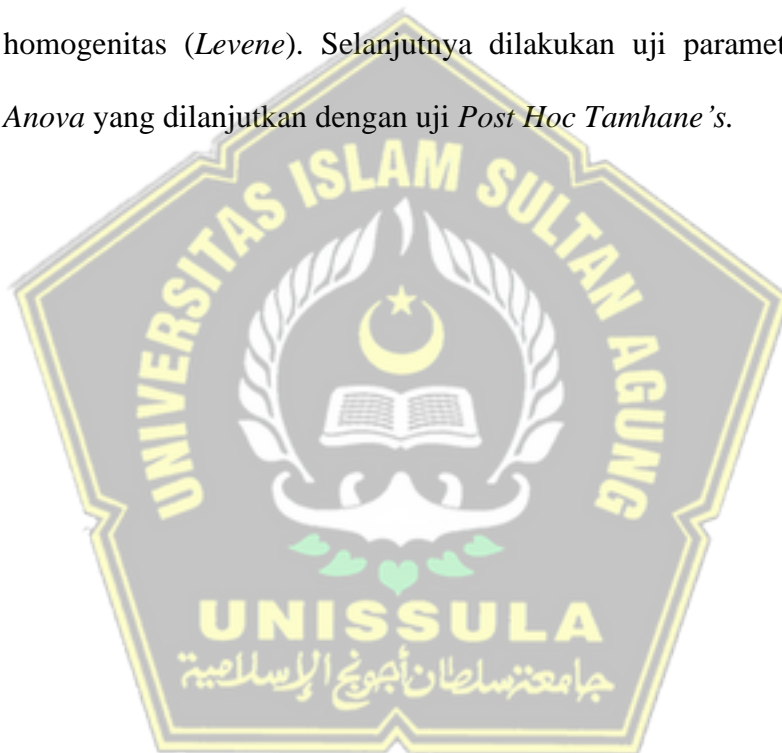 homogenitas (Levene). Selanjutnya dilakukan uji paramet
Anova yang dilanjutkan dengan uji Post Hoc Tamhane’s.
UNIVERSITAS ISLAM SULTAN AGUNG
UNISSULA
جامعة سلطان أجونج الإسلامية